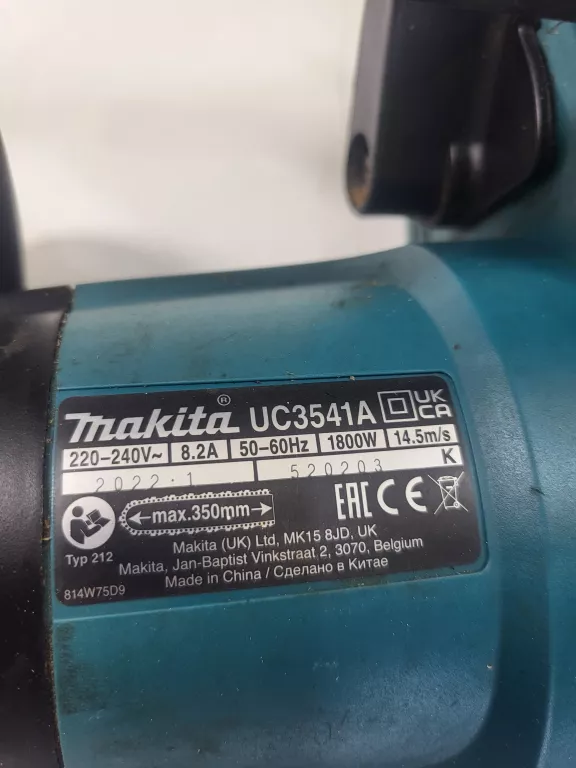 makita® UC3541A UK CA
220-240V~ 8.2A 50-60Hz 1800W 14.5m/s
2022.1 520203 K
max.350mm EAC CE
Typ 212
Makita (UK) Ltd, MK15 8JD, UK
Makita, Jan-Baptist Vinkstraat 2, 3070, Belgium
Made in China / Сделано в Китае
814W75D9